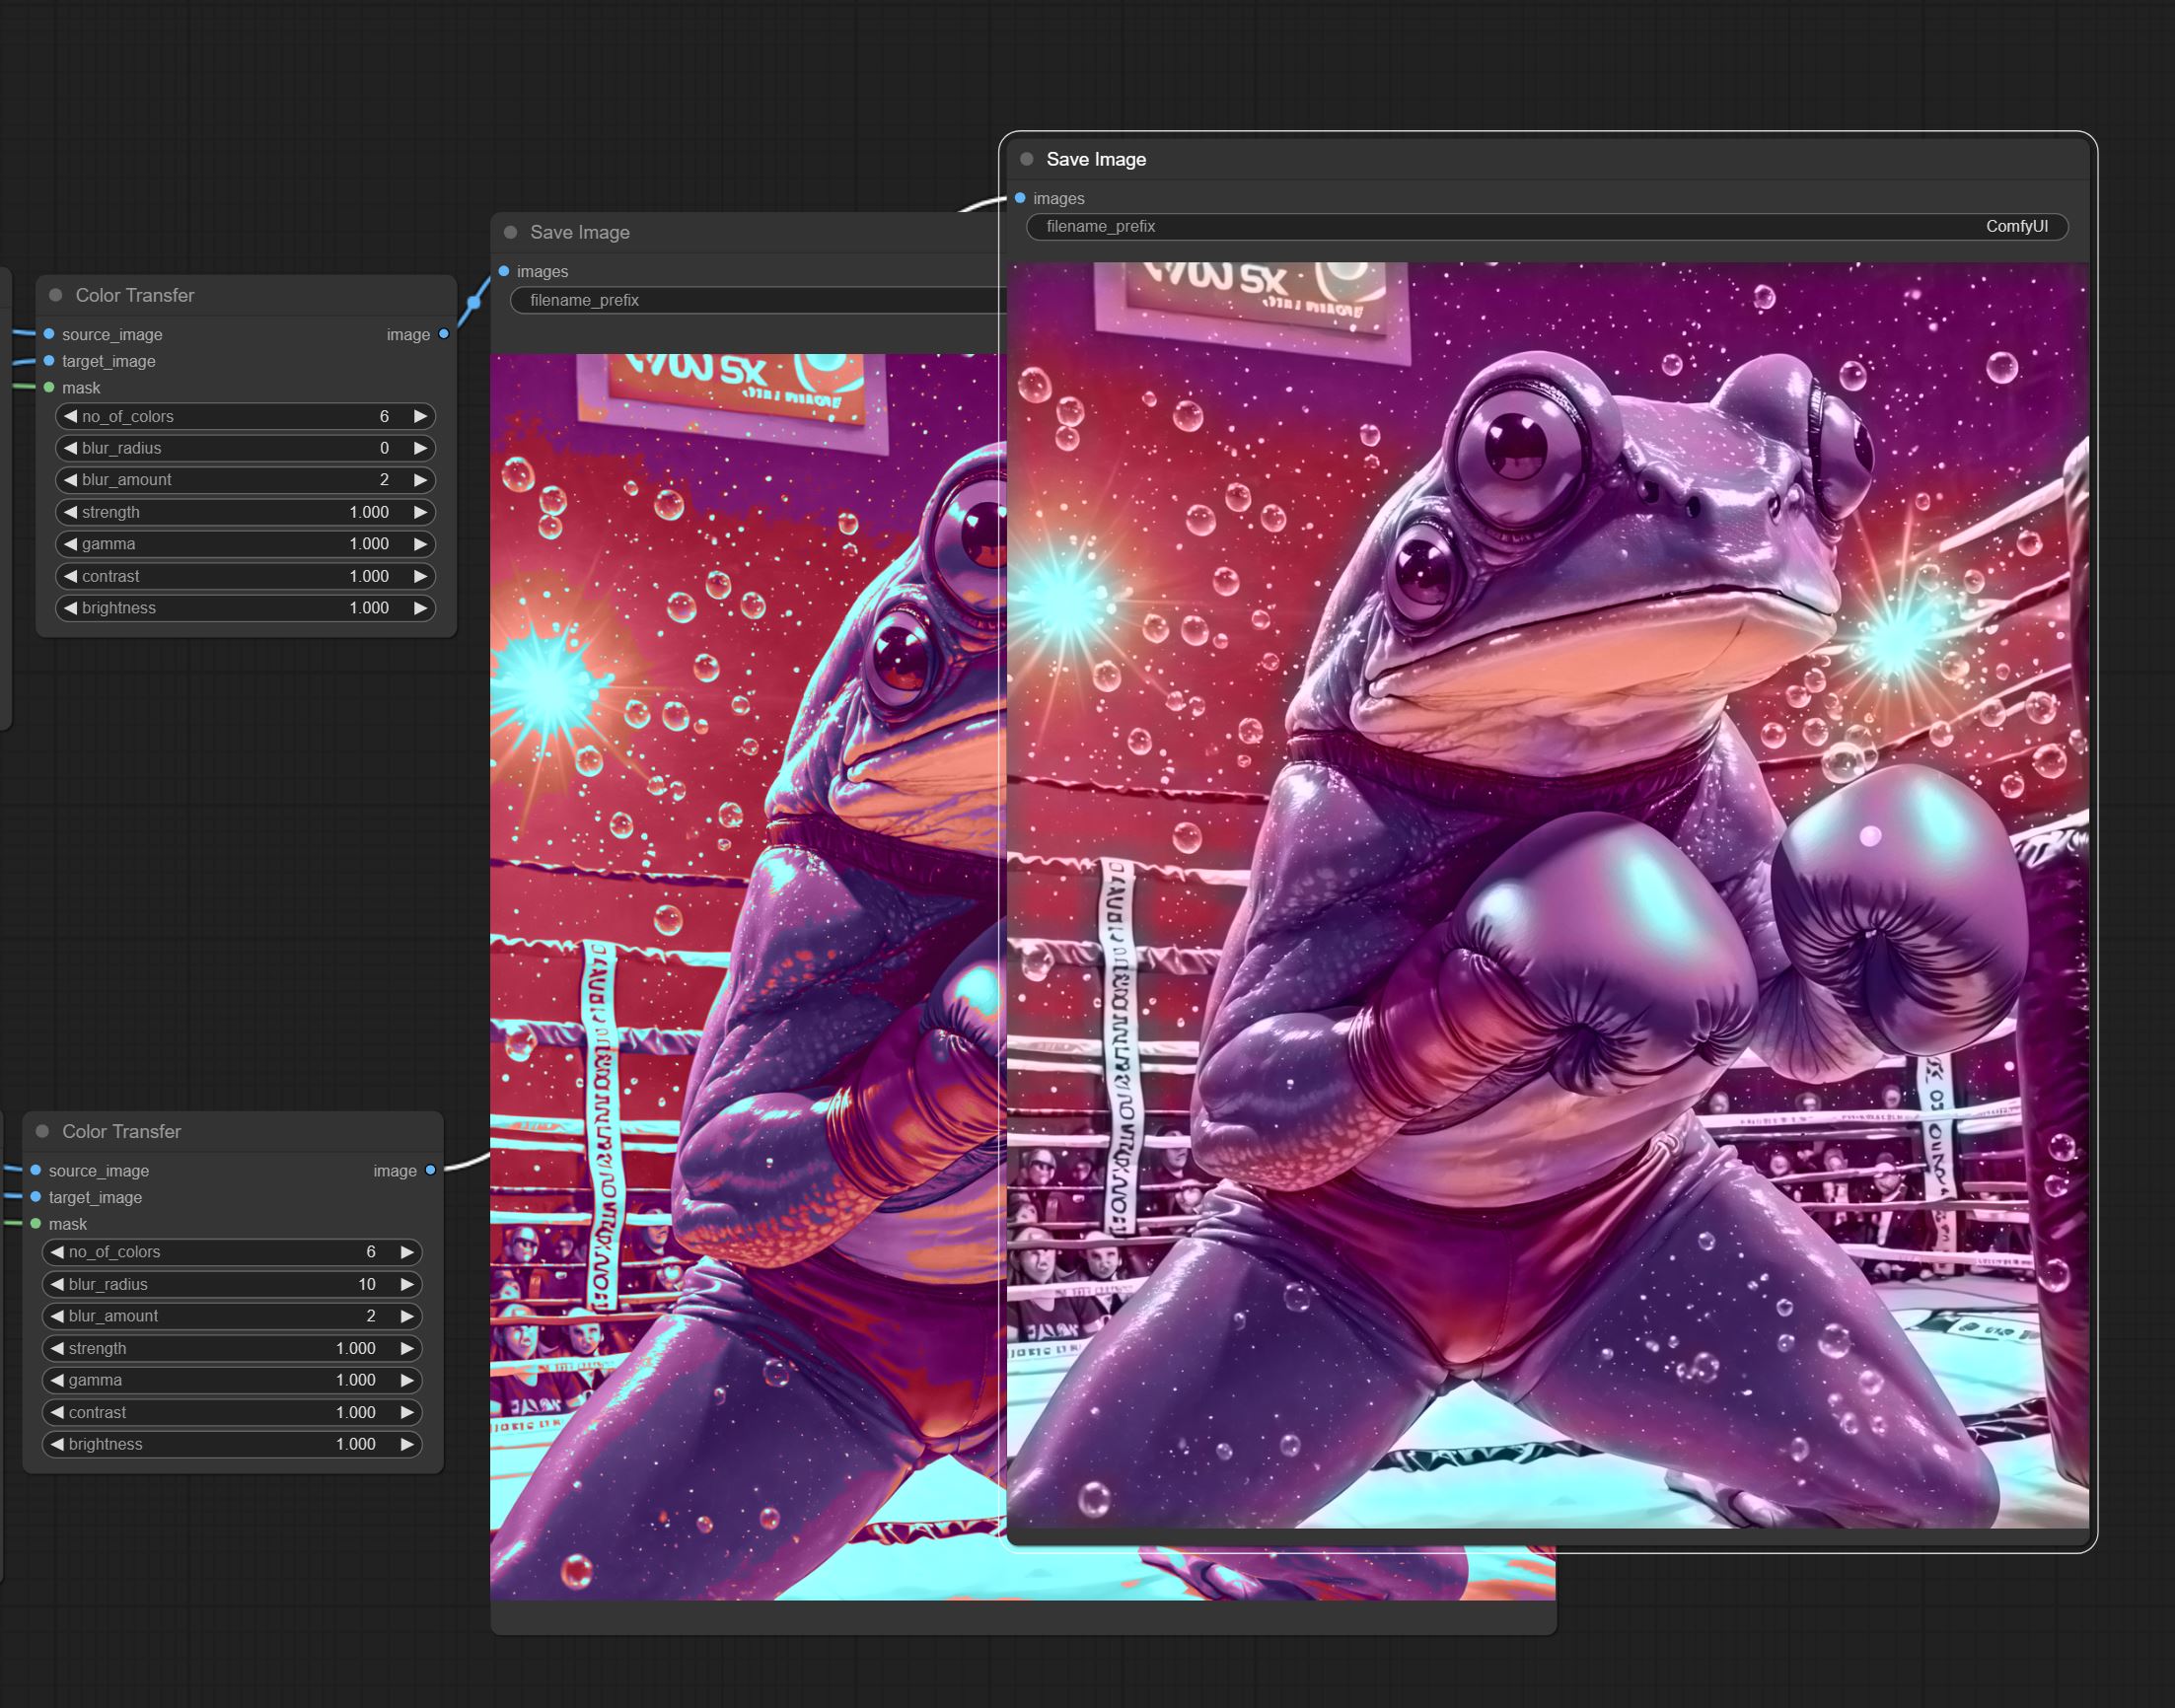 Save Image
images
filename_prefix ComfyUI
Save Image
images
filename_prefix
Color Transfer
source_image image
target_image
mask
no_of_colors 6
blur_radius 0
blur_amount 2
strength 1.000
gamma 1.000
contrast 1.000
brightness 1.000
Color Transfer
source_image image
target_image
mask
no_of_colors 6
blur_radius 10
blur_amount 2
strength 1.000
gamma 1.000
contrast 1.000
brightness 1.000